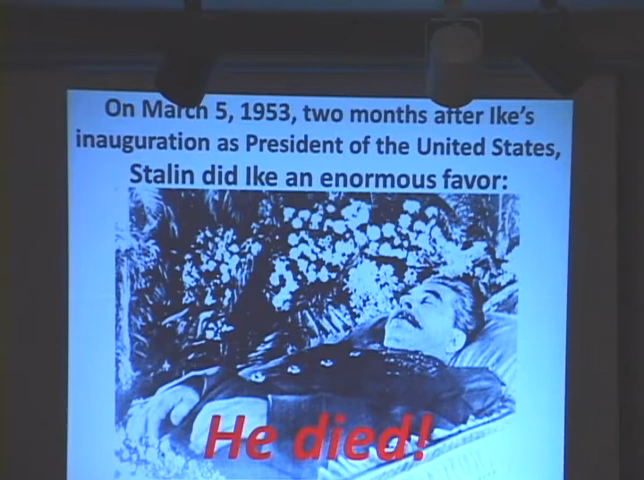 On March 5, 1953, two months after Ike's
inauguration as President of the United States,
Stalin did Ike an enormous favor:
He died!